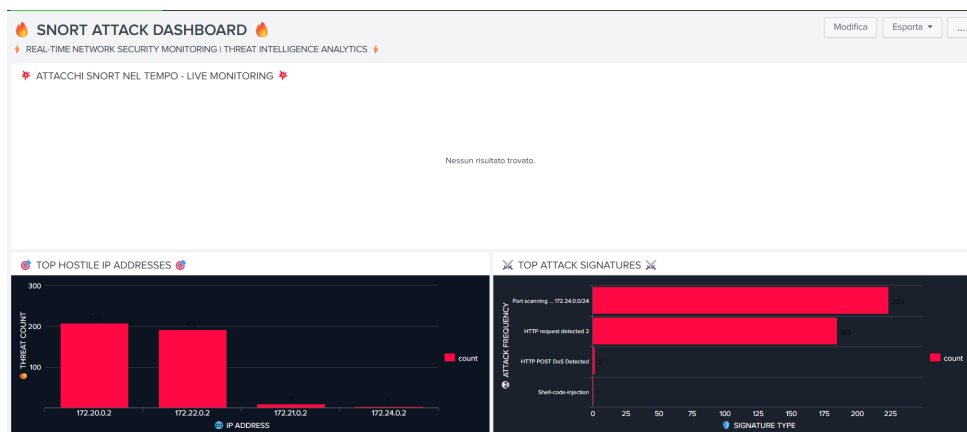 SNORT ATTACK DASHBOARD
Modifica
Esporta
...
REAL-TIME NETWORK SECURITY MONITORING | THREAT INTELLIGENCE ANALYTICS
ATTACCHI SNORT NEL TEMPO - LIVE MONITORING
Nessun risultato trovato.
TOP HOSTILE IP ADDRESSES
300
200
100
THREAT COUNT
172.20.0.2
172.22.0.2
172.21.0.2
172.24.0.2
IP ADDRESS
count
TOP ATTACK SIGNATURES
ATTACK FREQUENCY
Port scanning ... 172.24.0.0/24
224
HTTP request detected 2
HTTP POST DoS Detected
Shell-code-injection
0
25
50
75
100
125
150
175
200
225
SIGNATURE TYPE
count